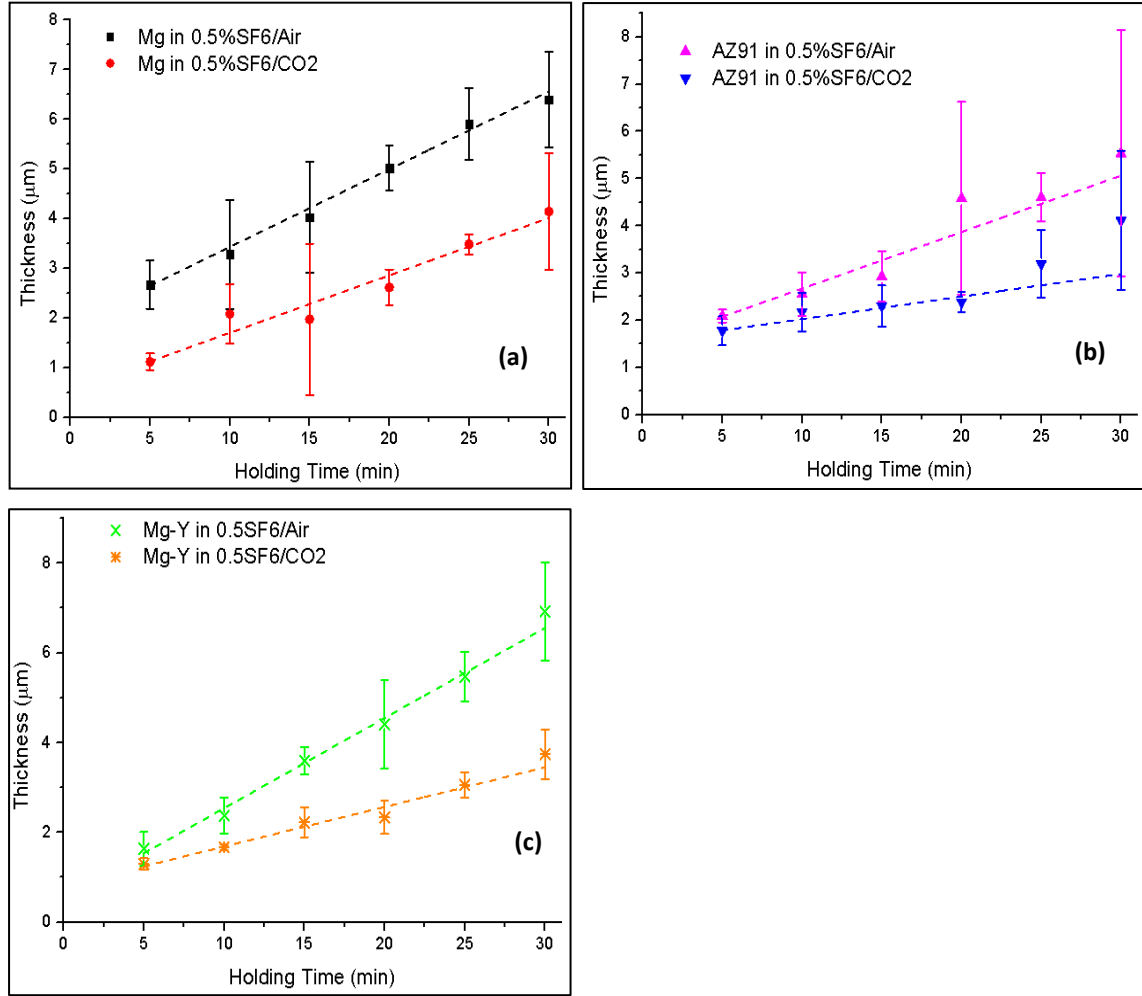 8
7
6
5
4
3
2
1
0
Thickness (μm)
Mg in 0.5%SF6/Air
Mg in 0.5%SF6/CO2
(a)
0 5 10 15 20 25 30
Holding Time (min)
8
7
6
5
4
3
2
1
0
Thickness (μm)
AZ91 in 0.5%SF6/Air
AZ91 in 0.5%SF6/CO2
(b)
0 5 10 15 20 25 30
Holding Time (min)
8
6
4
2
0
Thickness (μm)
Mg-Y in 0.5SF6/Air
Mg-Y in 0.5SF6/CO2
(c)
0 5 10 15 20 25 30
Holding Time (min)